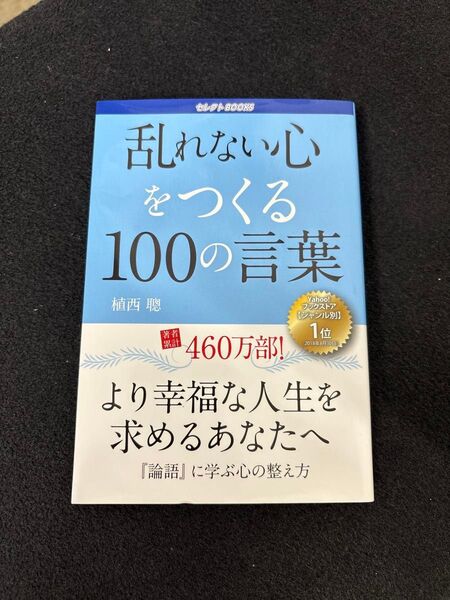 セレクトBOOKS
乱れない心
をつくる
100の言葉
植西 聰
Yahoo!
ブックストア
【ジャンル別】
1位
著者
累計
460万部!
より幸福な人生を
求めるあなたへ
『論語』に学ぶ心の整え方